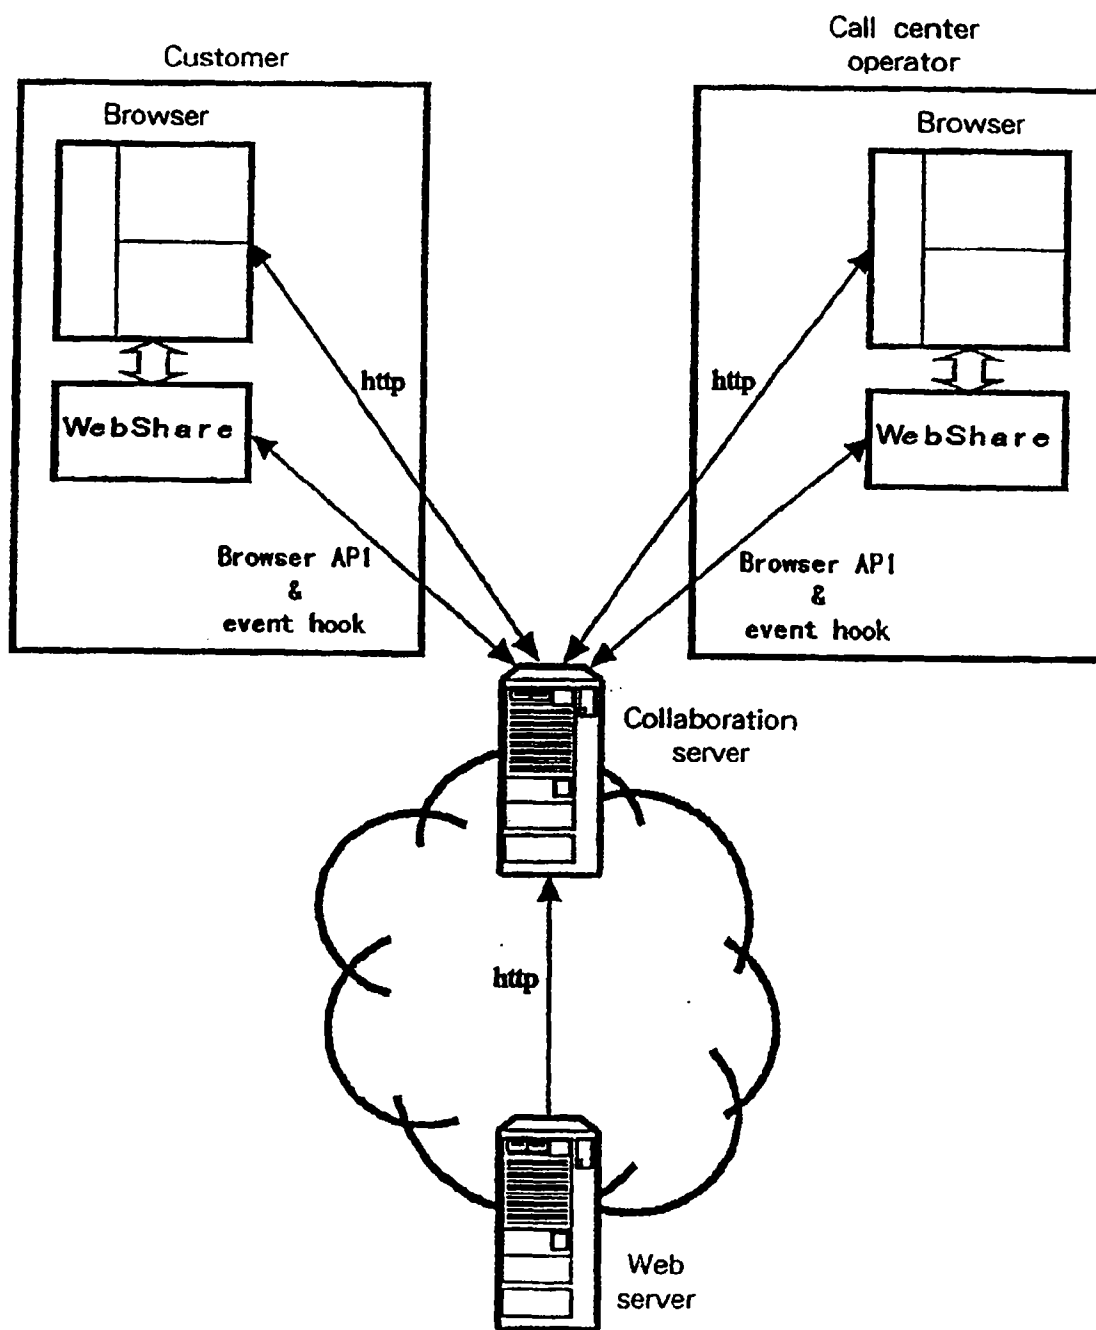 Customer
Call center
operator
Browser
Browser
http
http
WebShare
WebShare
Browser API
&
event hook
Browser API
&
event hook
Collaboration
server
http
Web
server